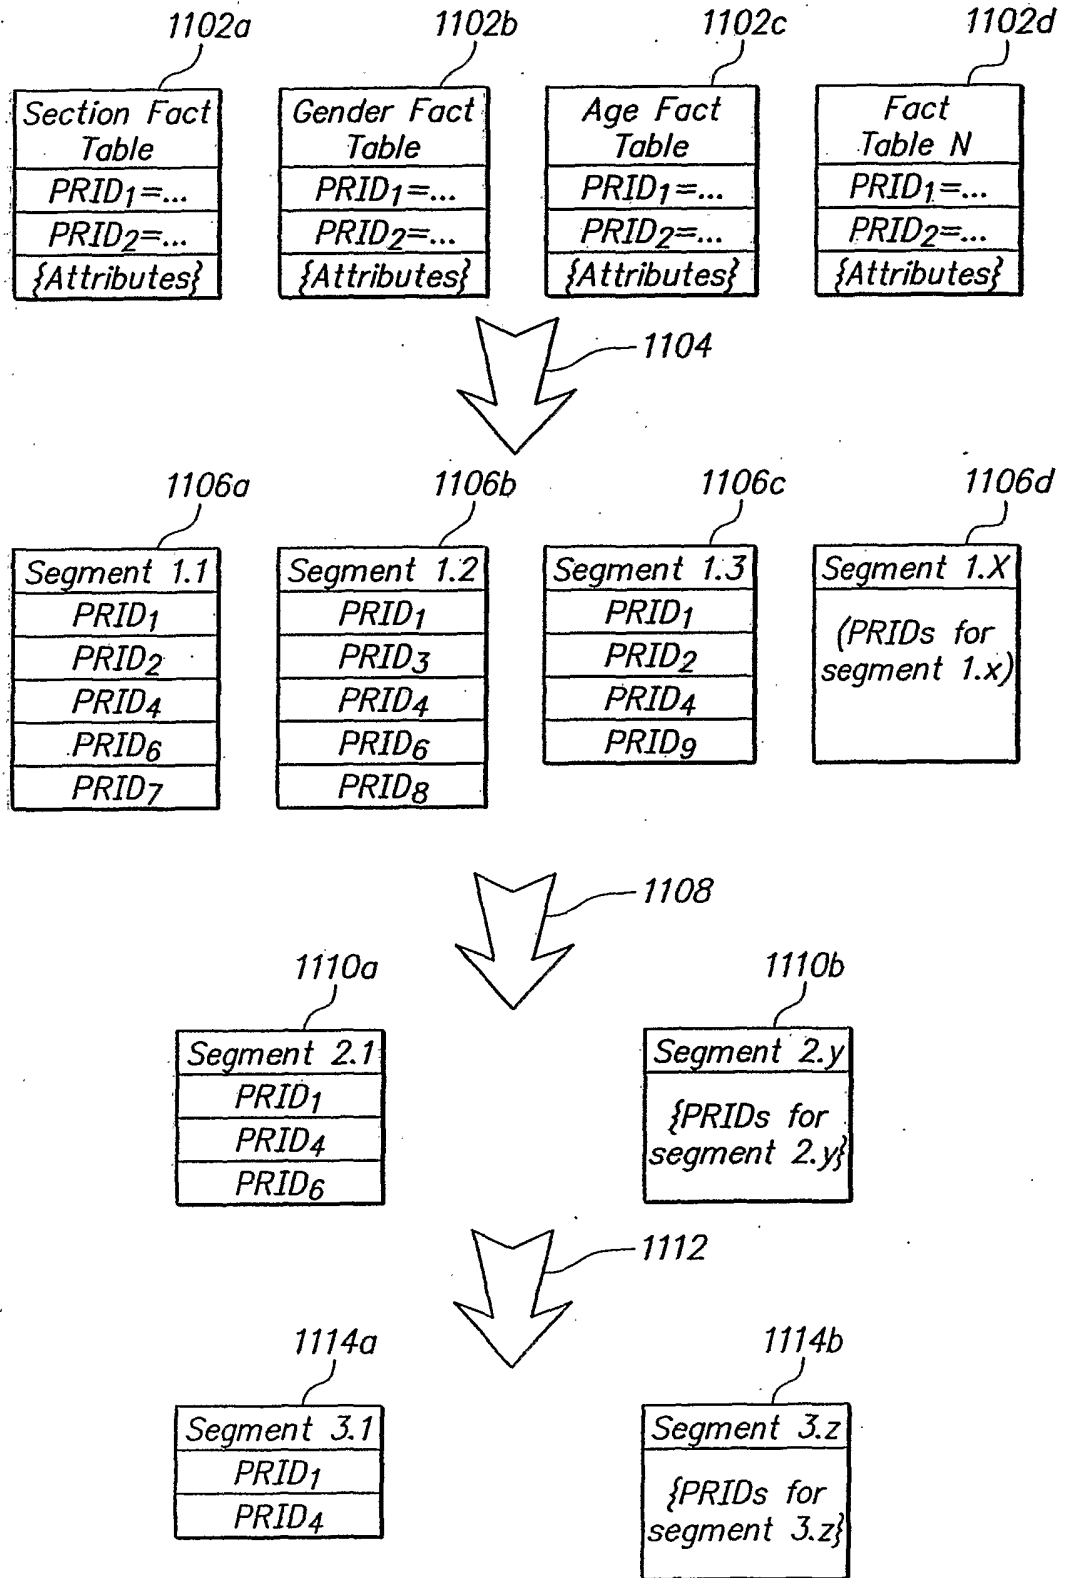 1102a 1102b 1102c 1102d
Section Fact Table
PRID1=...
PRID2=...
{Attributes}
Gender Fact Table
PRID1=...
PRID2=...
{Attributes}
Age Fact Table
PRID1=...
PRID2=...
{Attributes}
Fact Table N
PRID1=...
PRID2=...
{Attributes}
1104
1106a 1106b 1106c 1106d
Segment 1.1
PRID1
PRID2
PRID4
PRID6
PRID7
Segment 1.2
PRID1
PRID3
PRID4
PRID6
PRID8
Segment 1.3
PRID1
PRID2
PRID4
PRID9
Segment 1.X
(PRIDs for
segment 1.x)
1108
1110a 1110b
Segment 2.1
PRID1
PRID4
PRID6
Segment 2.y
{PRIDs for
segment 2.y}
1112
1114a 1114b
Segment 3.1
PRID1
PRID4
Segment 3.z
{PRIDs for
segment 3.z}